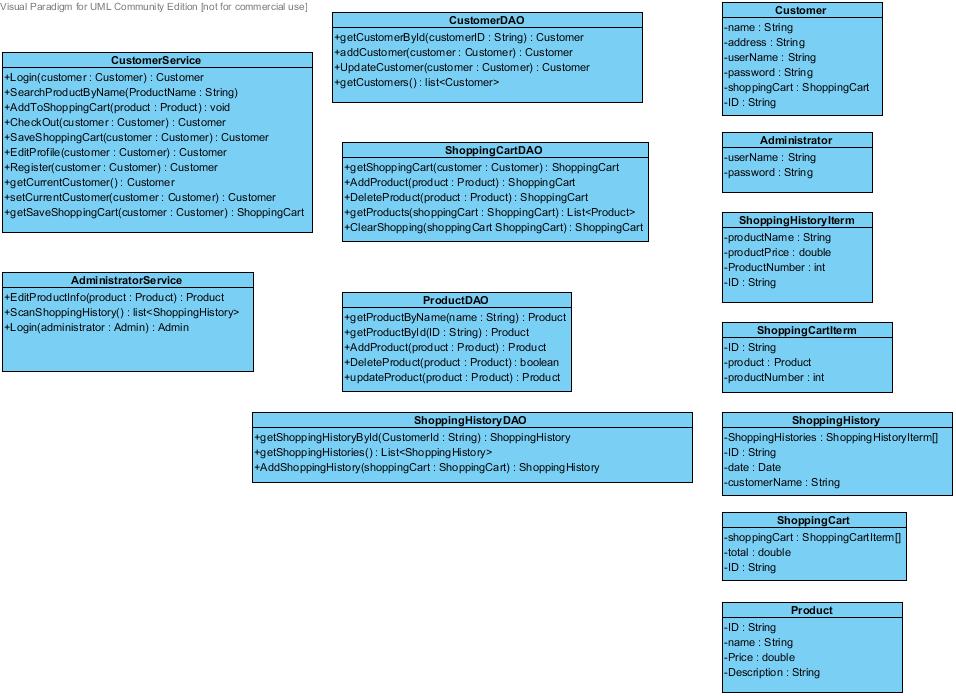 Visual Paradigm for UML Community Edition [not for commercial use]
CustomerService
+Login(customer : Customer) : Customer
+SearchProductByName(ProductName : String)
+AddToShoppingCart(product : Product) : void
+CheckOut(customer : Customer) : Customer
+SaveShoppingCart(customer : Customer) : Customer
+EditProfile(customer : Customer) : Customer
+Register(customer : Customer) : Customer
+getCurrentCustomer() : Customer
+setCurrentCustomer(customer : Customer) : Customer
+getSaveShoppingCart(customer : Customer) : ShoppingCart
AdministratorService
+EditProductInfo(product : Product) : Product
+ScanShoppingHistory() : list<ShoppingHistory>
+Login(administrator : Admin) : Admin
CustomerDAO
+getCustomerById(customerID : String) : Customer
+addCustomer(customer : Customer) : Customer
+UpdateCustomer(customer : Customer) : Customer
+getCustomers() : list<Customer>
ShoppingCartDAO
+getShoppingCart(customer : Customer) : ShoppingCart
+AddProduct(product : Product) : ShoppingCart
+DeleteProduct(product : Product) : ShoppingCart
+getProducts(shoppingCart : ShoppingCart) : List<Product>
+ClearShopping(shoppingCart ShoppingCart) : ShoppingCart
ProductDAO
+getProductByName(name : String) : Product
+getProductById(ID : String) : Product
+AddProduct(product : Product) : Product
+DeleteProduct(product : Product) : boolean
+updateProduct(product : Product) : Product
ShoppingHistoryDAO
+getShoppingHistoryById(CustomerId : String) : ShoppingHistory
+getShoppingHistories() : List<ShoppingHistory>
+AddShoppingHistory(shoppingCart : ShoppingCart) : ShoppingHistory
Customer
-name : String
-address : String
-userName : String
-password : String
-shoppingCart : ShoppingCart
-ID : String
Administrator
-userName : String
-password : String
ShoppingHistoryIterm
-productName : String
-productPrice : double
-ProductNumber : int
-ID : String
ShoppingCartIterm
-ID : String
-product : Product
-productNumber : int
ShoppingHistory
-ShoppingHistories : ShoppingHistoryIterm[]
-ID : String
-date : Date
-customerName : String
ShoppingCart
-shoppingCart : ShoppingCartIterm[]
-total : double
-ID : String
Product
-ID : String
-name : String
-Price : double
-Description : String